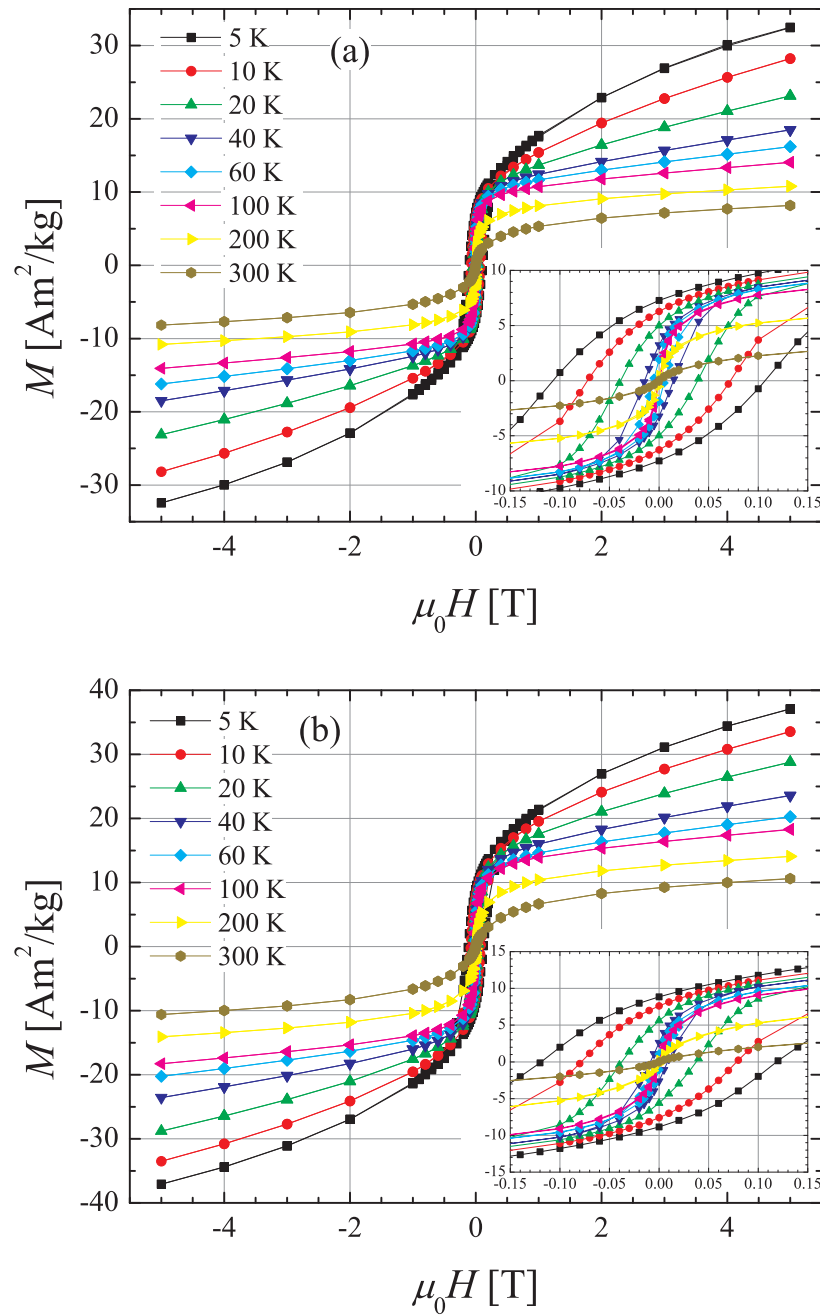 (a)
5 K
10 K
20 K
40 K
60 K
100 K
200 K
300 K
30
20
10
0
-10
-20
-30
M [Am²/kg]
-4 -2 0 2 4
μ₀H [T]
10
5
0
-5
-10
-0.15 -0.10 -0.05 0.00 0.05 0.10 0.15
(b)
5 K
10 K
20 K
40 K
60 K
100 K
200 K
300 K
40
30
20
10
0
-10
-20
-30
-40
M [Am²/kg]
-4 -2 0 2 4
μ₀H [T]
15
10
5
0
-5
-10
-15
-0.15 -0.10 -0.05 0.00 0.05 0.10 0.15